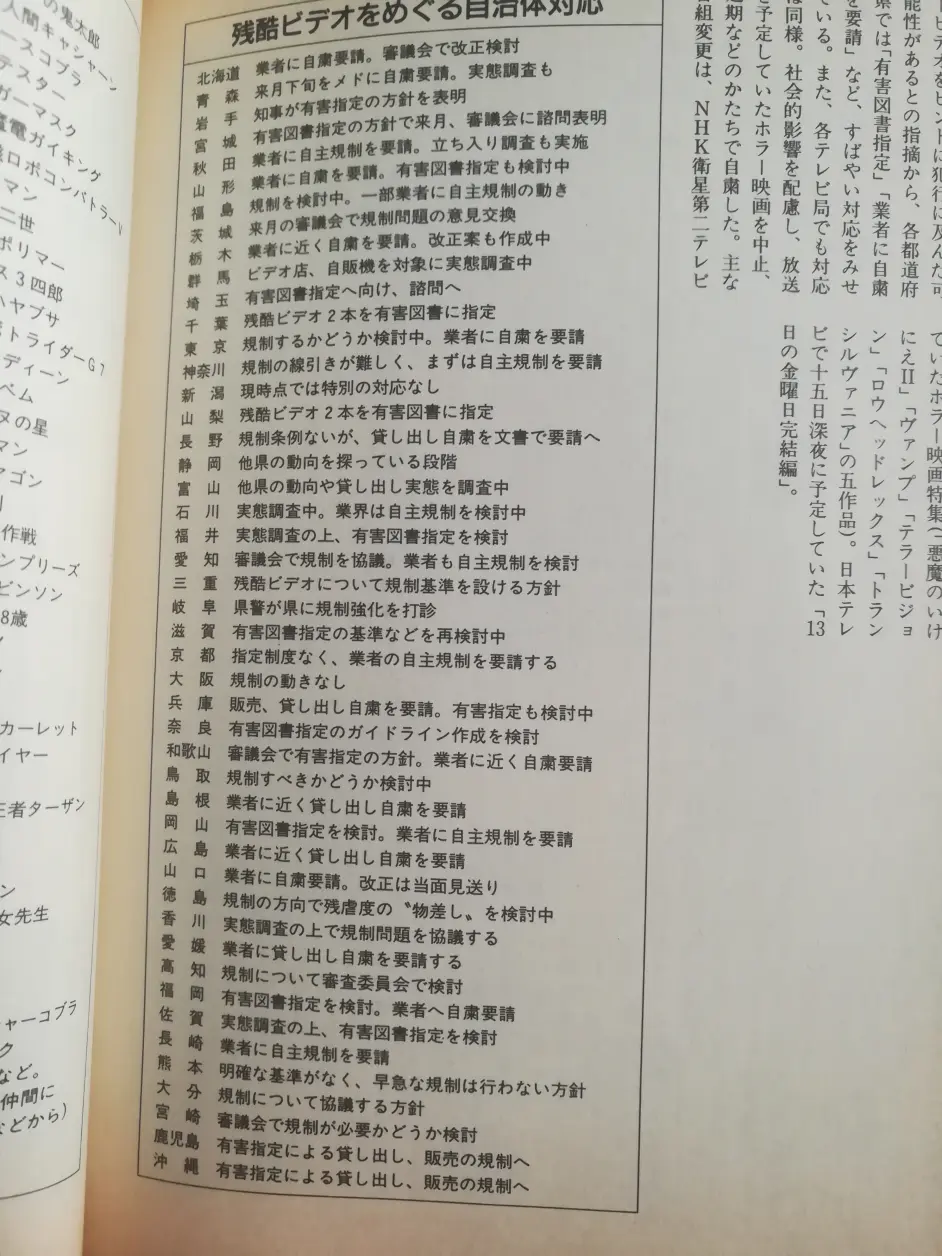 ビデオをヒントに犯行に及んだ可
能性があるとの指摘から、各都道府
県では「有害図書指定」「業者に自粛
を要請」など、すばやい対応をみせ
ている。また、各テレビ局でも対応
は同様。社会的影響を配慮し、放送
を予定していたホラー映画を中止、
期などのかたちで自粛した。主な
組変更は、NHK衛星第二テレビ
ていたホラー映画特集(「悪魔のいけ
にえII」「ヴァンプ」「テラービジョ
ン」「ロウヘッドレックス」「トラン
シルヴァニア」の五作品)。日本テレ
ビで十五日深夜に予定していた「13
日の金曜日完結編」。
残酷ビデオをめぐる自治体対応
北海道 業者に自粛要請。審議会で改正検討
青森 来月下旬をメドに自粛要請。実態調査も
岩手 知事が有害指定の方針を表明
宮城 有害図書指定の方針で来月、審議会に諮問表明
秋田 業者に自主規制を要請。立ち入り調査も実施
山形 業者に自粛を要請。有害図書指定も検討中
福島 規制を検討中。一部業者に自主規制の動き
茨城 来月の審議会で規制問題の意見交換
栃木 業者に近く自粛を要請。改正案も作成中
群馬 ビデオ店、自販機を対象に実態調査中
埼玉 有害図書指定へ向け、諮問へ
千葉 残酷ビデオ2本を有害図書に指定
東京 規制するかどうか検討中。業者に自粛を要請
神奈川 規制の線引きが難しく、まずは自主規制を要請
新潟 現時点では特別の対応なし
山梨 残酷ビデオ2本を有害図書に指定
長野 規制条例ないが、貸し出し自粛を文書で要請へ
静岡 他県の動向を探っている段階
富山 他県の動向や貸し出し実態を調査中
石川 実態調査中。業界は自主規制を検討中
福井 実態調査の上、有害図書指定を検討
愛知 審議会で規制を協議。業者も自主規制を検討
三重 残酷ビデオについて規制基準を設ける方針
岐阜 県警が県に規制強化を打診
滋賀 有害図書指定の基準などを再検討中
京都 指定制度なく、業者の自主規制を要請する
大阪 規制の動きなし
兵庫 販売、貸し出し自粛を要請。有害指定も検討中
奈良 有害図書指定のガイドライン作成を検討
和歌山 審議会で有害指定の方針。業者に近く自粛要請
鳥取 規制すべきかどうか検討中
島根 業者に近く貸し出し自粛を要請
岡山 有害図書指定を検討。業者に自主規制を要請
広島 業者に近く貸し出し自粛を要請
山口 業者に自粛要請。改正は当面見送り
徳島 規制の方向で残虐度の〝物差し〟を検討中
香川 実態調査の上で規制問題を協議する
愛媛 業者に貸し出し自粛を要請する
高知 規制について審査委員会で検討
福岡 有害図書指定を検討。業者へ自粛要請
佐賀 実態調査の上、有害図書指定を検討
長崎 業者に自主規制を要請
熊本 明確な基準がなく、早急な規制は行わない方針
大分 規制について協議する方針
宮崎 審議会で規制が必要かどうか検討
鹿児島 有害指定による貸し出し、販売の規制へ
沖縄 有害指定による貸し出し、販売の規制へ
の鬼太郎
人間キャシャーン
ースコブラ
テスター
ガーマスク
電ガイキング
ロボコンバトラーV
マン
二世
ポリマー
ス3四郎
ハヤブサ
トライダーG7
ディーン
ベム
ヌの星
マン
ゴン
作戦
ンブリーズ
ビンソン
8歳
カーレット
イヤー
者ターザン
ン
女先生
ャーコブラ
ク
など。
仲間に
などから)